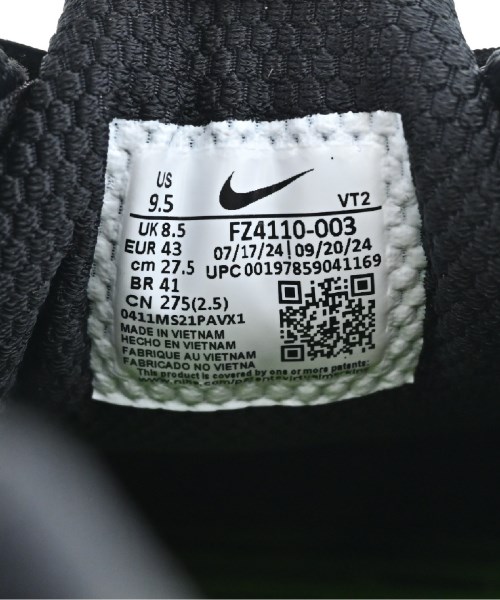 US
9.5
VT2
UK 8.5
FZ4110-003
EUR 43
07/17/24 | 09/20/24
cm 27.5
UPC 00197859041169
BR 41
CN 275(2.5)
0411MS21PAVX1
MADE IN VIETNAM
HECHO EN VIETNAM
FABRIQUE AU VIETNAM
FABRICADO NO VIETNA
This product is covered by one or more patents: